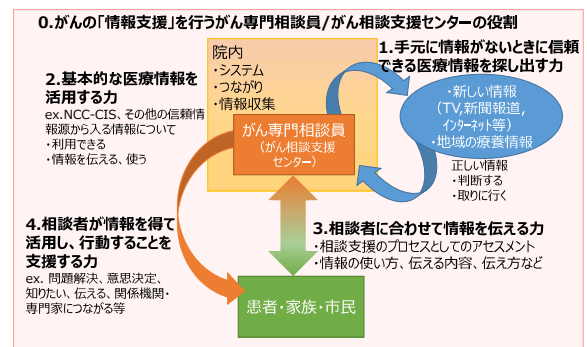 0.がんの「情報支援」を行うがん専門相談員/がん相談支援センターの役割
1.手元に情報がないときに信頼
できる医療情報を探し出す力
院内
・システム
・つながり
・情報収集
2.基本的な医療情報を
活用する力
ex.NCC-CIS、その他の信頼情
報源から入る情報について
・利用できる
・情報を伝える、使う
・新しい情報
(TV,新聞報道,
インターネット等)
・地域の療養情報
がん専門相談員
(がん相談支援
センター)
正しい情報
・判断する
・取りに行く
4.相談者が情報を得て
活用し、行動することを
支援する力
ex. 問題解決、意思決定、
知りたい、伝える、関係機関・
専門家につながる等
3.相談者に合わせて情報を伝える力
・相談支援のプロセスとしてのアセスメント
・情報の使い方、伝える内容、伝え方など
患者・家族・市民